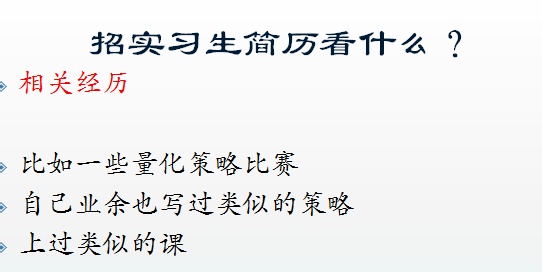 招实习生简历看什么？
相关经历
比如一些量化策略比赛
自己业余也写过类似的策略
上过类似的课